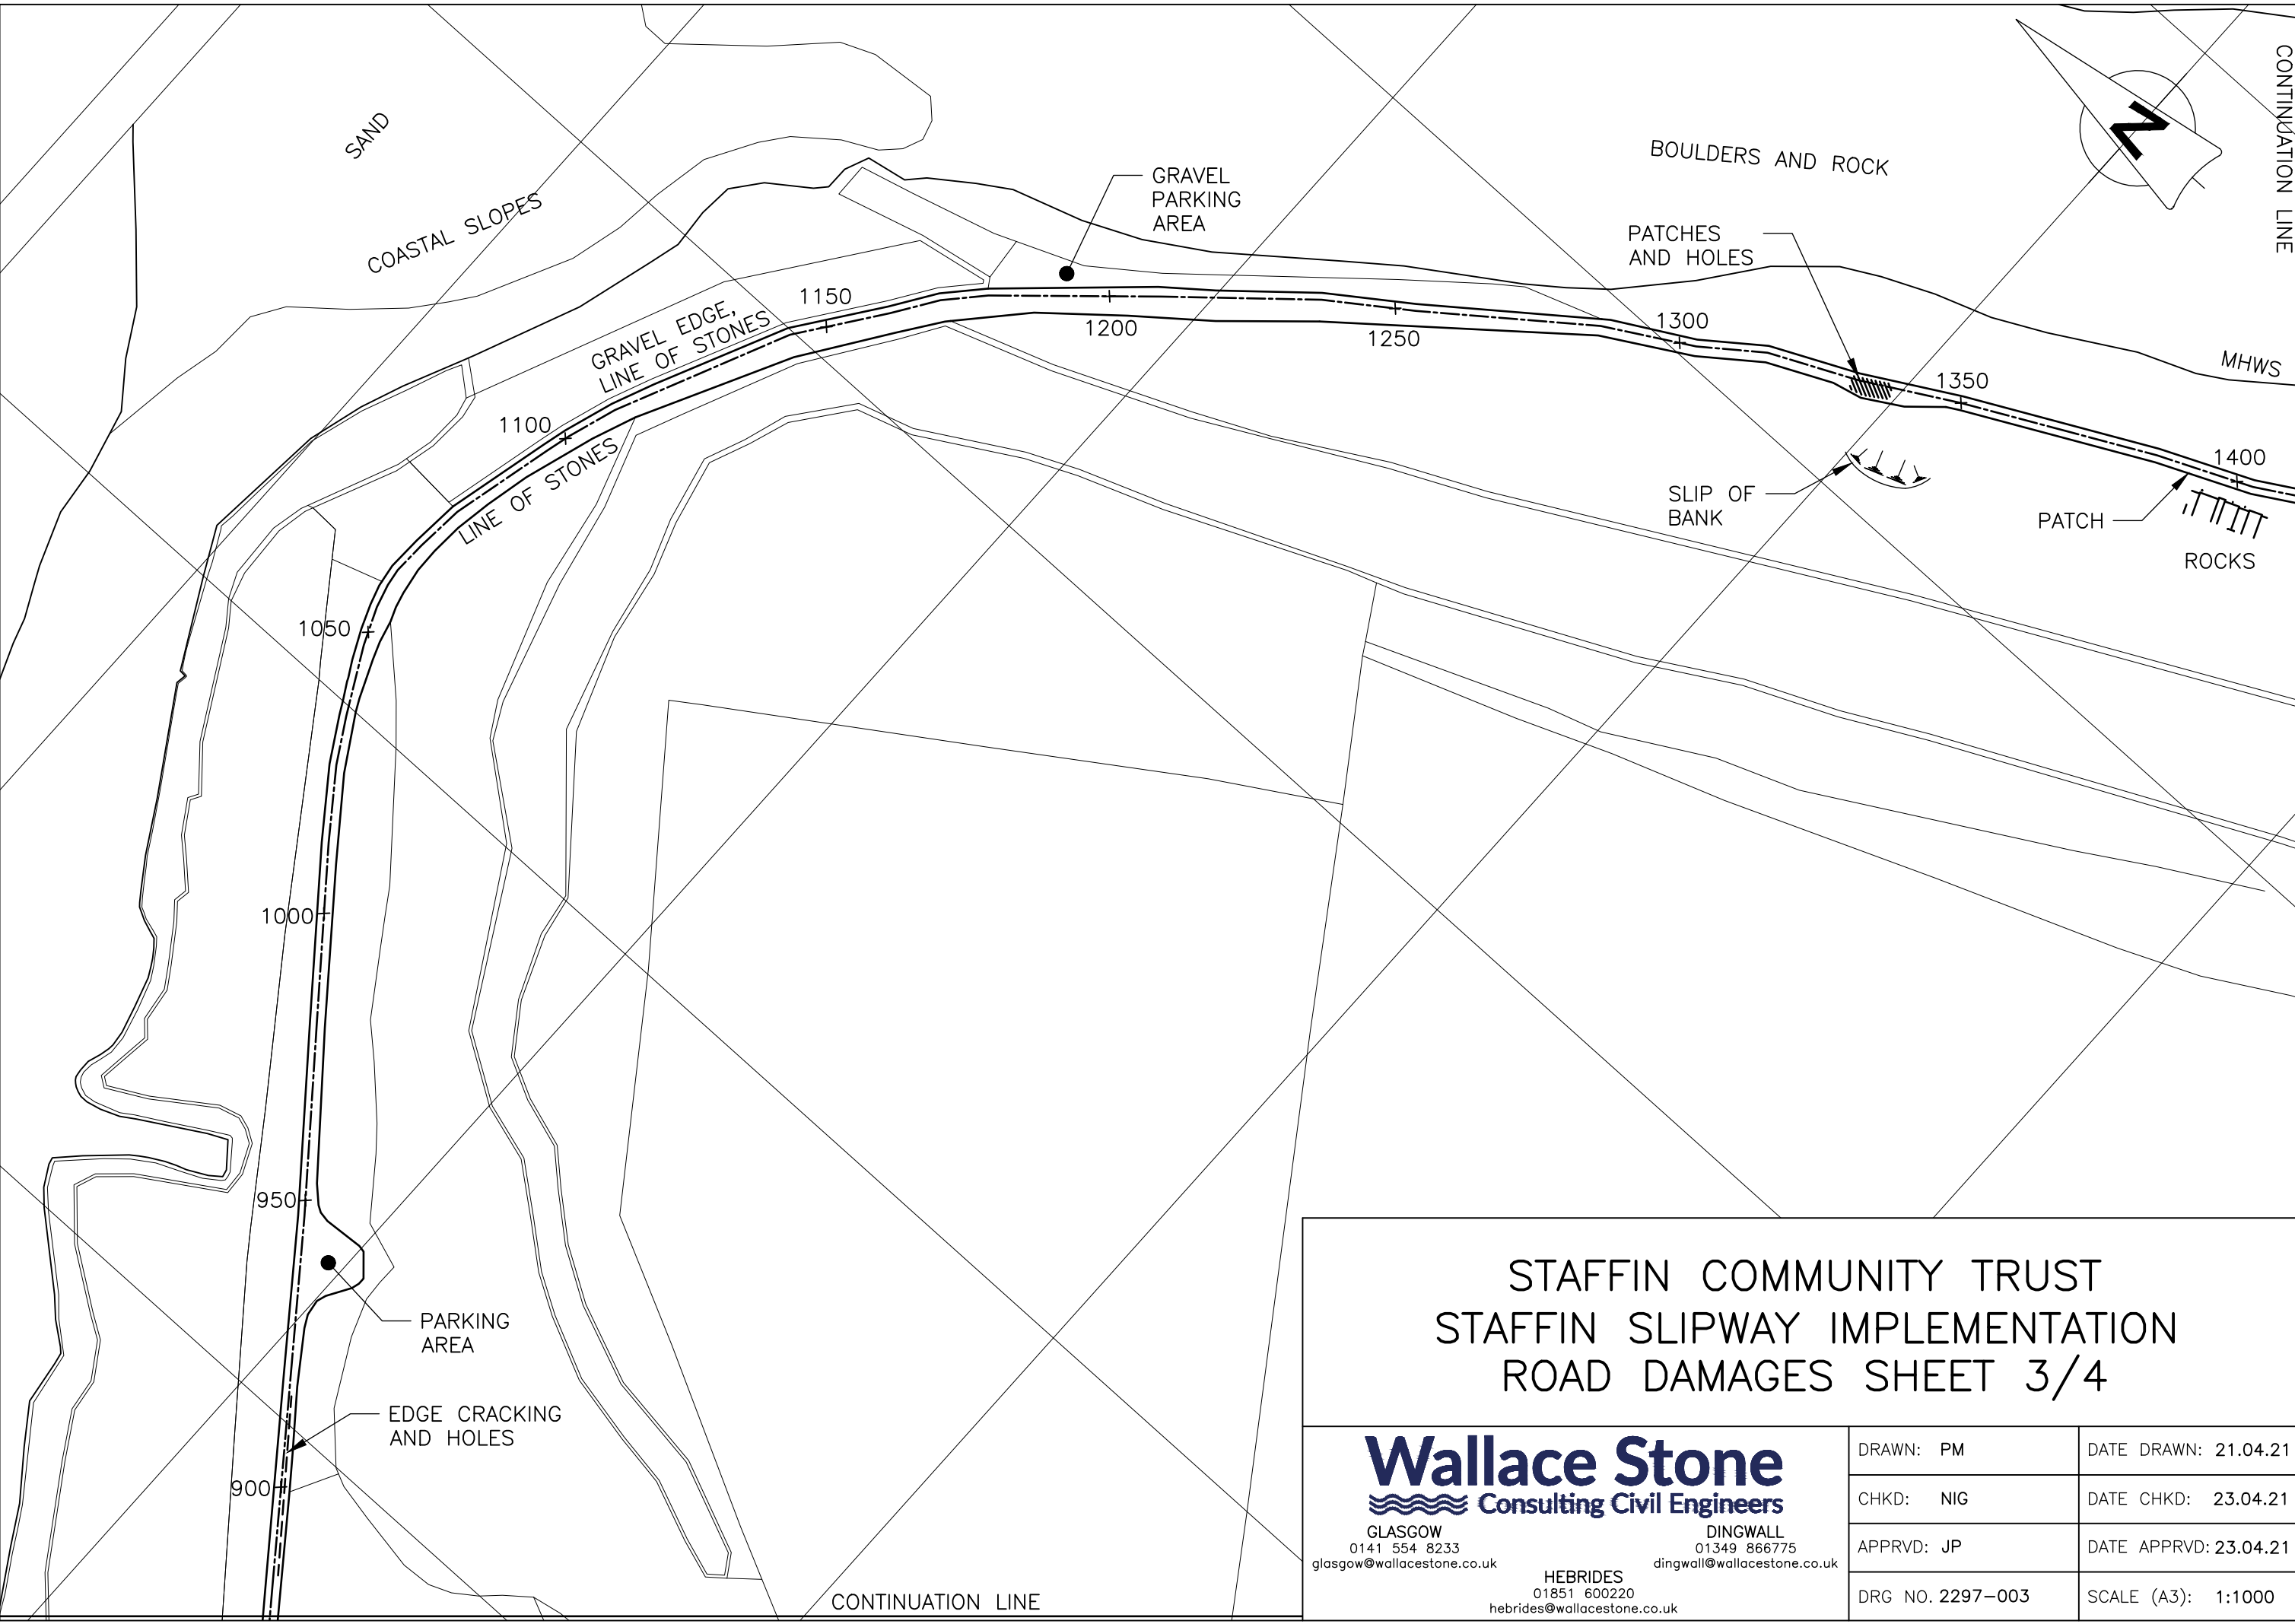 SAND
COASTAL SLOPES
GRAVEL
PARKING
AREA
BOULDERS AND ROCK
N
CONTINUATION LINE
PATCHES
AND HOLES
GRAVEL EDGE,
LINE OF STONES
1150
1200
1250
1300
1350
MHWS
1100
LINE OF STONES
1400
SLIP OF
BANK
PATCH
ROCKS
1050
1000
950
PARKING
AREA
EDGE CRACKING
AND HOLES
900
CONTINUATION LINE
STAFFIN COMMUNITY TRUST
STAFFIN SLIPWAY IMPLEMENTATION
ROAD DAMAGES SHEET 3/4
Wallace Stone
Consulting Civil Engineers
GLASGOW
0141 554 8233
glasgow@wallacestone.co.uk
DINGWALL
01349 866775
dingwall@wallacestone.co.uk
HEBRIDES
01851 600220
hebrides@wallacestone.co.uk
DRAWN: PM
DATE DRAWN: 21.04.21
CHKD: NIG
DATE CHKD: 23.04.21
APPRVD: JP
DATE APPRVD: 23.04.21
DRG NO. 2297-003
SCALE (A3): 1:1000